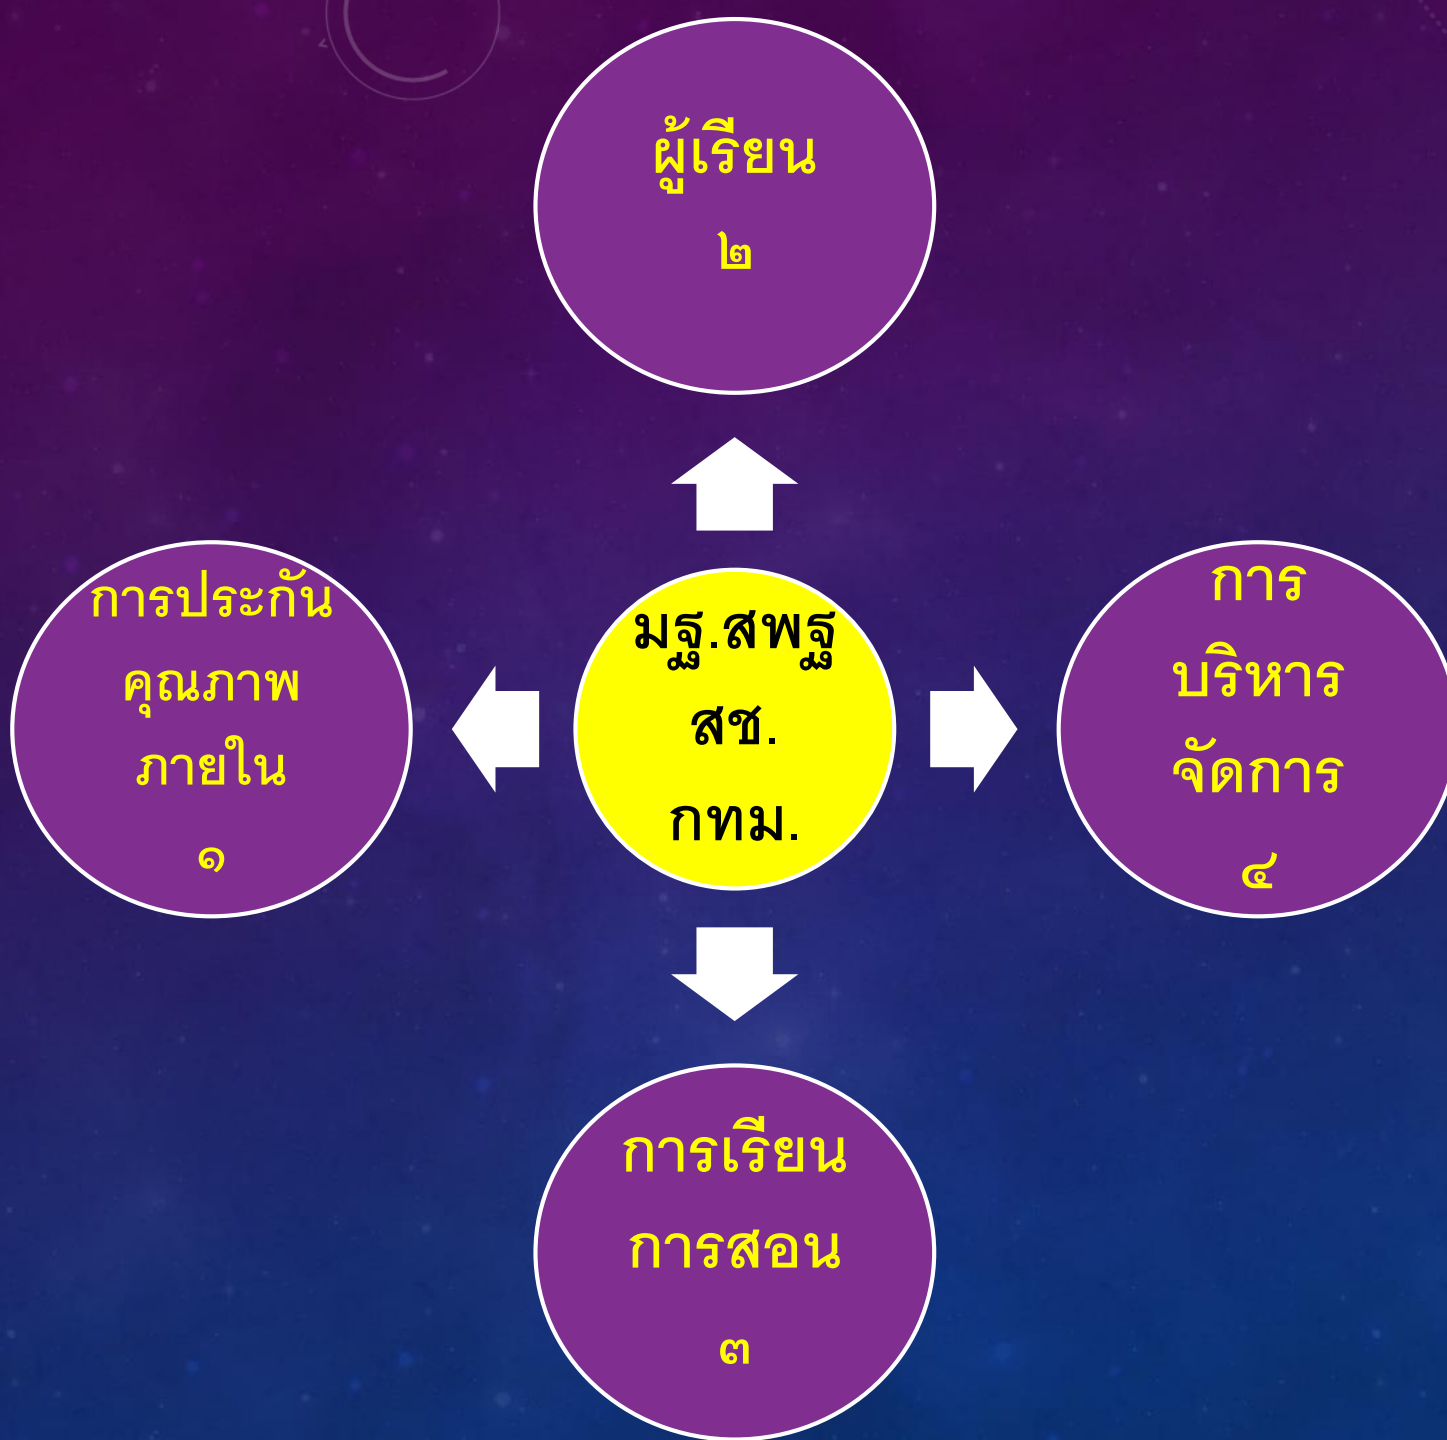 ผู้เรียน
๒
การประกัน
คุณภาพ
ภายใน
๑
มฐ.สพฐ
สช.
กทม.
การ
บริหาร
จัดการ
๔
การเรียน
การสอน
๓